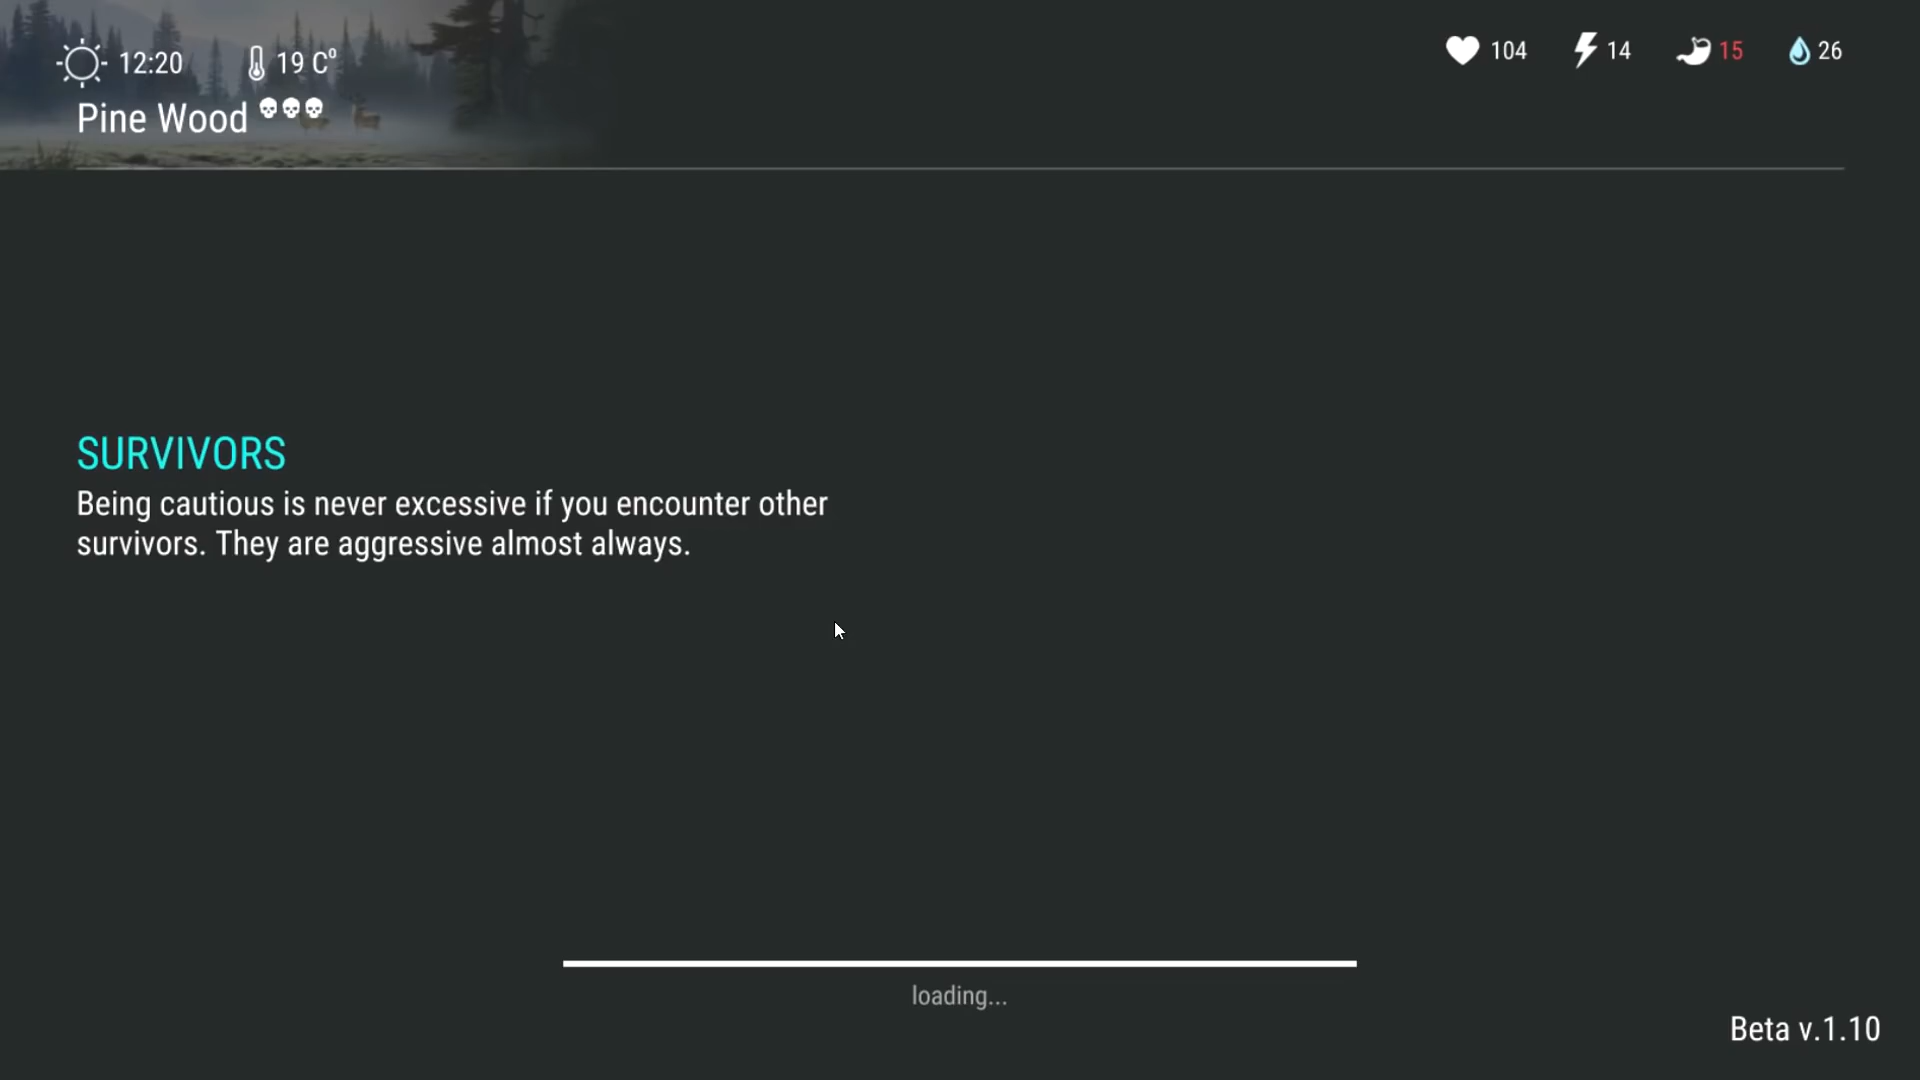 12:20 19 C° 104 14 15 26
Pine Wood
SURVIVORS
Being cautious is never excessive if you encounter other
survivors. They are aggressive almost always.
loading...
Beta v.1.10